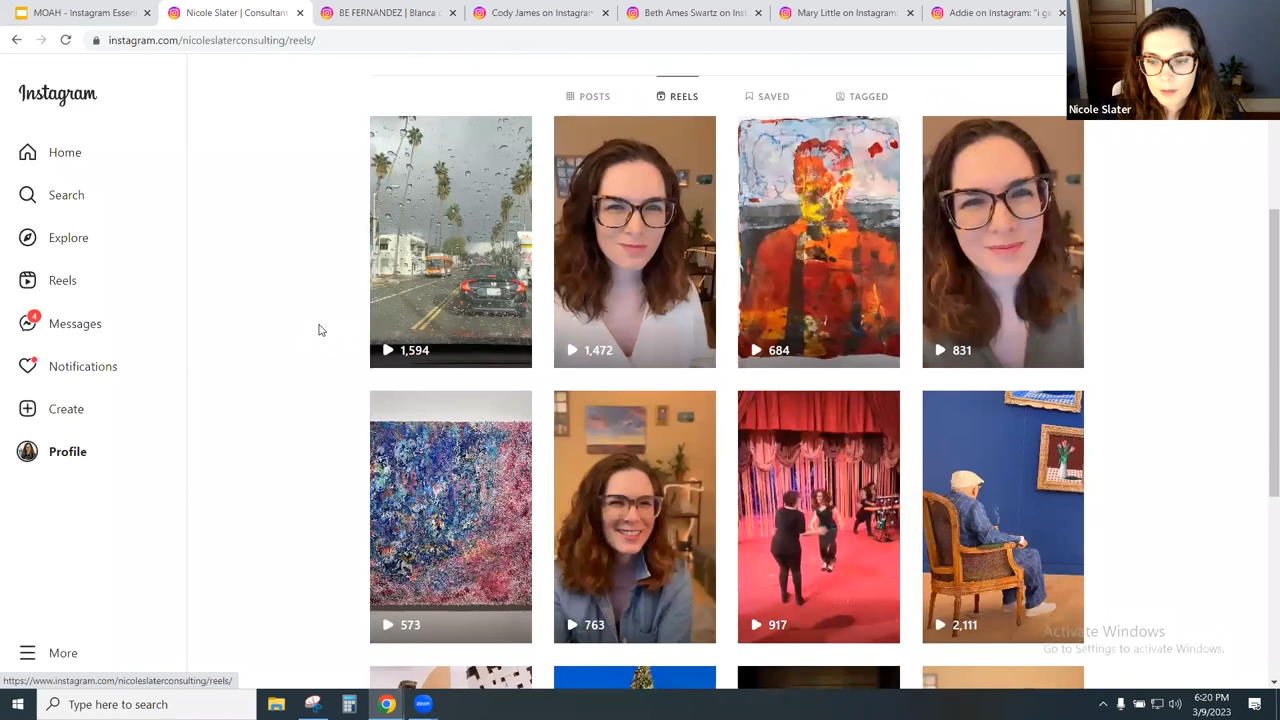 MOAH - Instagram Essen
Nicole Slater | Consultant
BE FERNANDEZ | Blanca
Cody James on Instagram:
Beth Ames Swartz on Instag
Mary Little on Instagram:
Addie on Instagram: "i ge
instagram.com/nicoleslaterconsulting/reels/
Nicole Slater
Instagram
Home
Search
Explore
Reels
4
Messages
Notifications
Create
Profile
More
POSTS
REELS
SAVED
TAGGED
1,594
1,472
684
831
573
763
917
2,111
Activate Windows
Go to Settings to activate Windows.
https://www.instagram.com/nicoleslaterconsulting/reels/
Type here to search
6:20 PM
3/9/2023